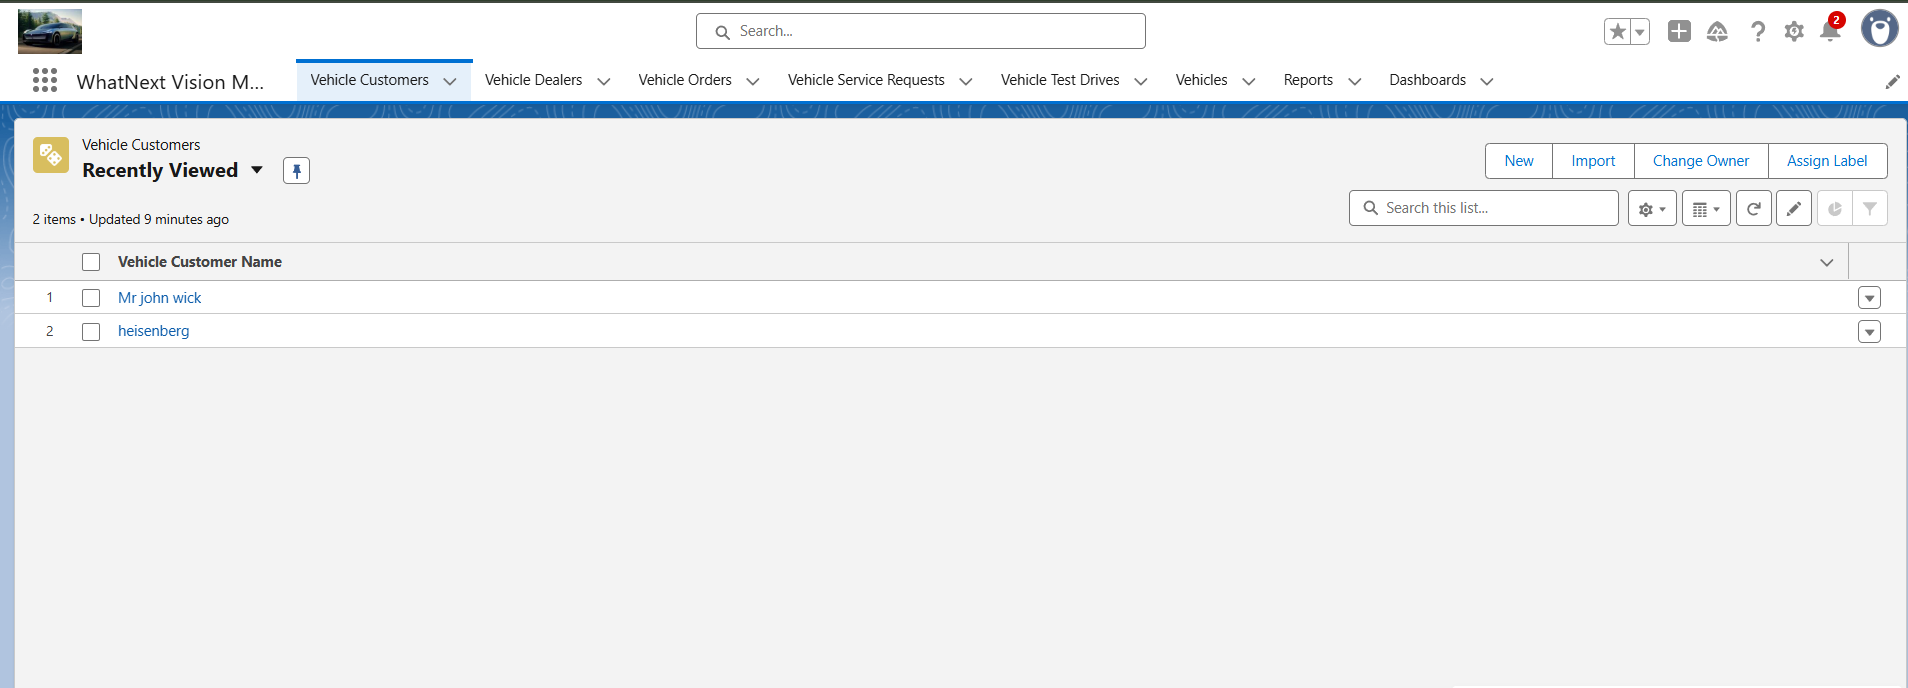 Search...
2
WhatNext Vision M...
Vehicle Customers
Vehicle Dealers
Vehicle Orders
Vehicle Service Requests
Vehicle Test Drives
Vehicles
Reports
Dashboards
Vehicle Customers
Recently Viewed
New
Import
Change Owner
Assign Label
2 items • Updated 9 minutes ago
Search this list...
Vehicle Customer Name
1 Mr john wick
2 heisenberg